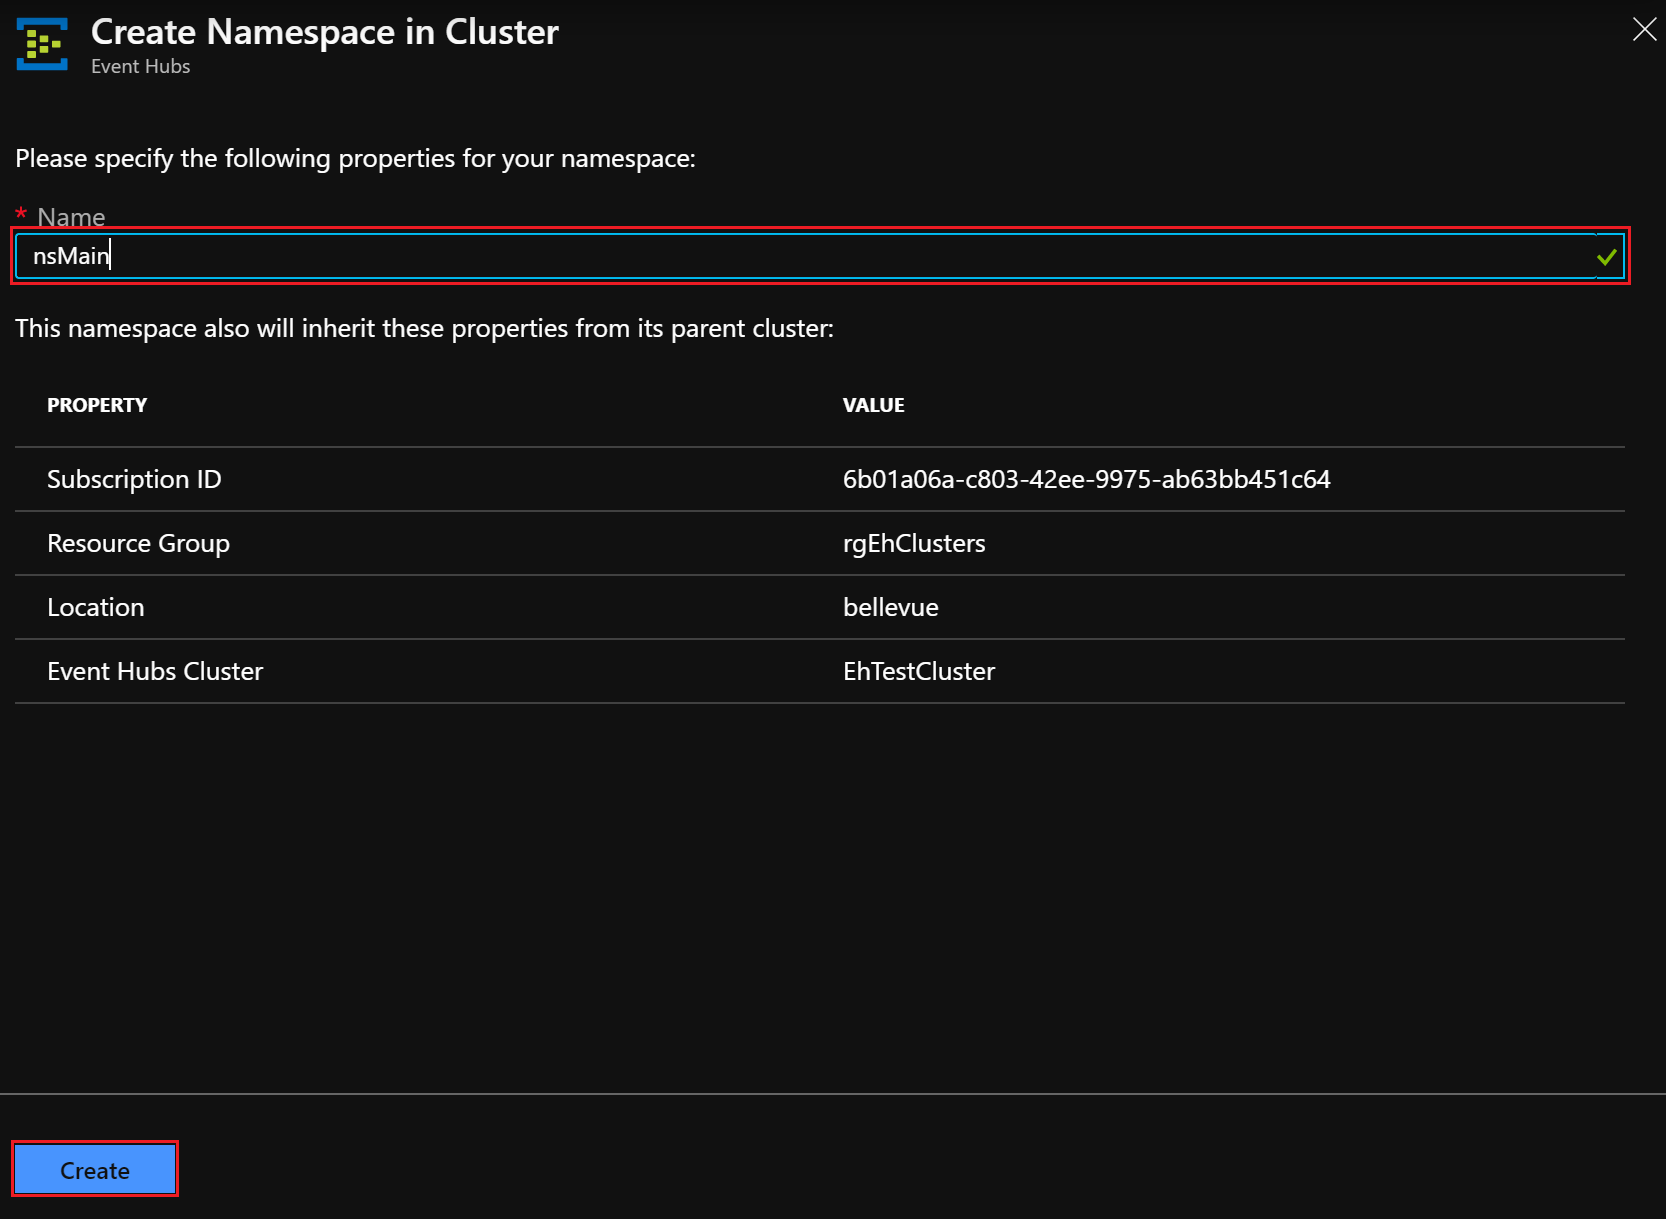 Create Namespace in Cluster
Event Hubs
Please specify the following properties for your namespace:
* Name
nsMain
This namespace also will inherit these properties from its parent cluster:
PROPERTY VALUE
Subscription ID 6b01a06a-c803-42ee-9975-ab63bb451c64
Resource Group rgEhClusters
Location bellevue
Event Hubs Cluster EhTestCluster
Create